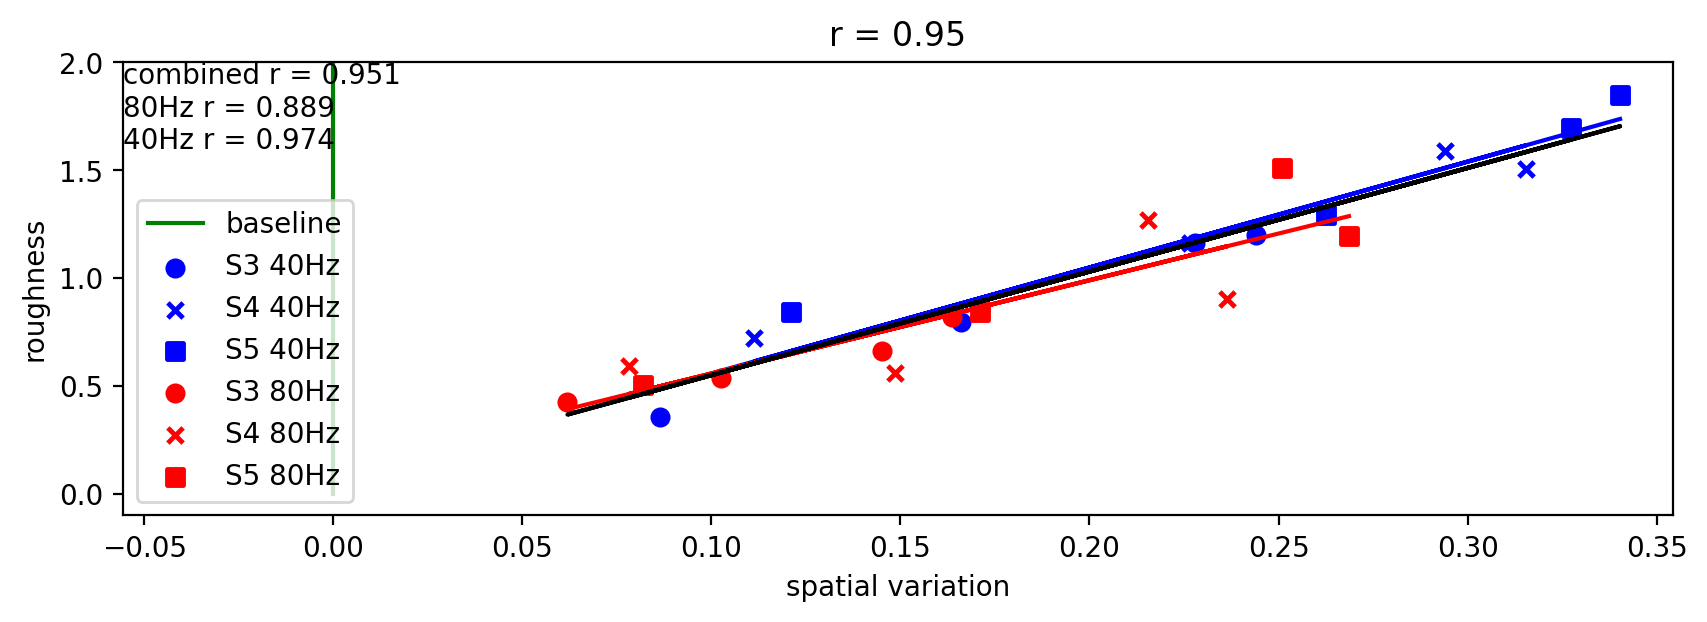 r = 0.95
combined r = 0.951
80Hz r = 0.889
40Hz r = 0.974
baseline
S3 40Hz
S4 40Hz
S5 40Hz
S3 80Hz
S4 80Hz
S5 80Hz
roughness
2.0
1.5
1.0
0.5
0.0
−0.05 0.00 0.05 0.10 0.15 0.20 0.25 0.30 0.35
spatial variation